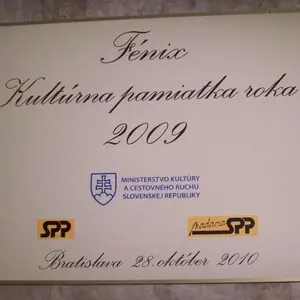 Fénix
Kultúrna pamiatka roka
2009
MINISTERSTVO KULTÚRY
A CESTOVNÉHO RUCHU
SLOVENSKEJ REPUBLIKY
SPP
nadácia SPP
Bratislava 28. október 2010